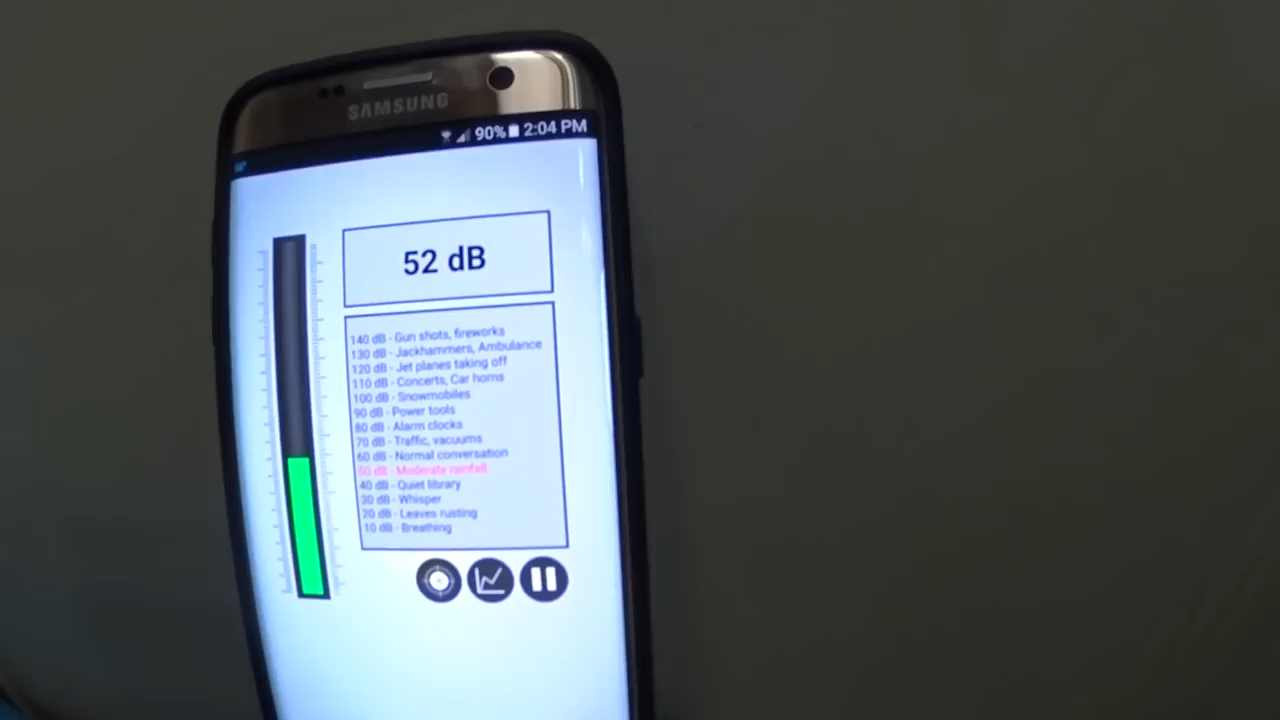 SAMSUNG
90% 2:04 PM
52 dB
140 dB - Gun shots, fireworks
130 dB - Jackhammers, Ambulance
120 dB - Jet planes taking off
110 dB - Concerts, Car horns
100 dB - Snowmobiles
90 dB - Power tools
80 dB - Alarm clocks
70 dB - Traffic, vacuums
60 dB - Normal conversation
50 dB - Moderate rainfall
40 dB - Quiet library
30 dB - Whisper
20 dB - Leaves rusting
10 dB - Breathing